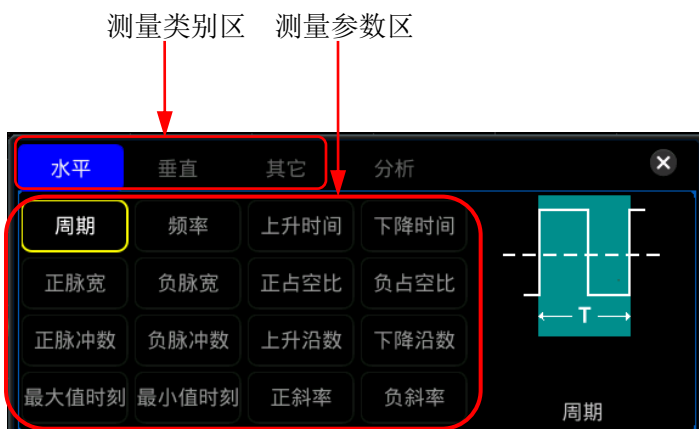 测量类别区 测量参数区
水平 垂直 其它 分析
周期 频率 上升时间 下降时间
正脉宽 负脉宽 正占空比 负占空比
T
正脉冲数 负脉冲数 上升沿数 下降沿数
最大值时刻 最小值时刻 正斜率 负斜率
周期